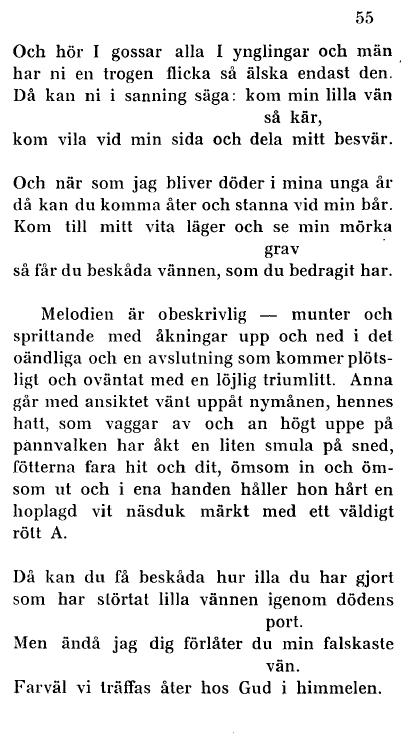 55
Och hör I gossar alla I ynglingar och män
har ni en trogen flicka så älska endast den.
Då kan ni i sanning säga: kom min lilla vän
så kär,
kom vila vid min sida och dela mitt besvär.
Och när som jag bliver döder i mina unga år
då kan du komma åter och stanna vid min bår.
Kom till mitt vita läger och se min mörka
grav
så får du beskåda vännen, som du bedragit har.
Melodien är obeskrivlig — munter och
sprittande med åkningar upp och ned i det
oändliga och en avslutning som kommer plöts-
ligt och oväntat med en löjlig triumlitt. Anna
går med ansiktet vänt uppåt nymånen, hennes
hatt, som vaggar av och an högt uppe på
pannvalken har åkt en liten smula på sned,
fötterna fara hit och dit, ömsom in och öm-
som ut och i ena handen håller hon hårt en
hoplagd vit näsduk märkt med ett väldigt
rött A.
Då kan du få beskåda hur illa du har gjort
som har störtat lilla vännen igenom dödens
port.
Men ändå jag dig förlåter du min falskaste
vän.
Farväl vi träffas åter hos Gud i himmelen.